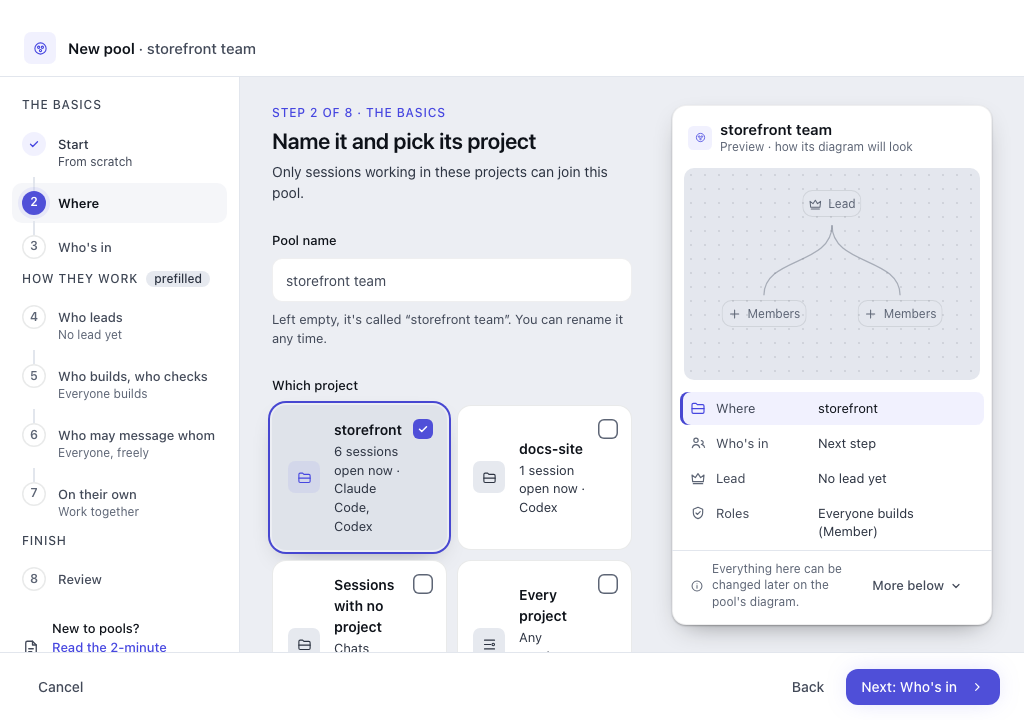 New pool · storefront team
THE BASICS
Start
From scratch
2
Where
3
Who's in
HOW THEY WORK prefilled
4
Who leads
No lead yet
5
Who builds, who checks
Everyone builds
6
Who may message whom
Everyone, freely
7
On their own
Work together
FINISH
8
Review
New to pools?
Read the 2-minute
STEP 2 OF 8 · THE BASICS
Name it and pick its project
Only sessions working in these projects can join this
pool.
Pool name
storefront team
Left empty, it's called “storefront team”. You can rename it
any time.
Which project
storefront
6 sessions
open now ·
Claude
Code,
Codex
docs-site
1 session
open now ·
Codex
Sessions
with no
project
Chats
Every
project
Any
storefront team
Preview · how its diagram will look
Lead
Members
Members
Where storefront
Who's in Next step
Lead No lead yet
Roles Everyone builds
(Member)
Everything here can be
changed later on the
pool's diagram.
More below
Cancel
Back
Next: Who's in